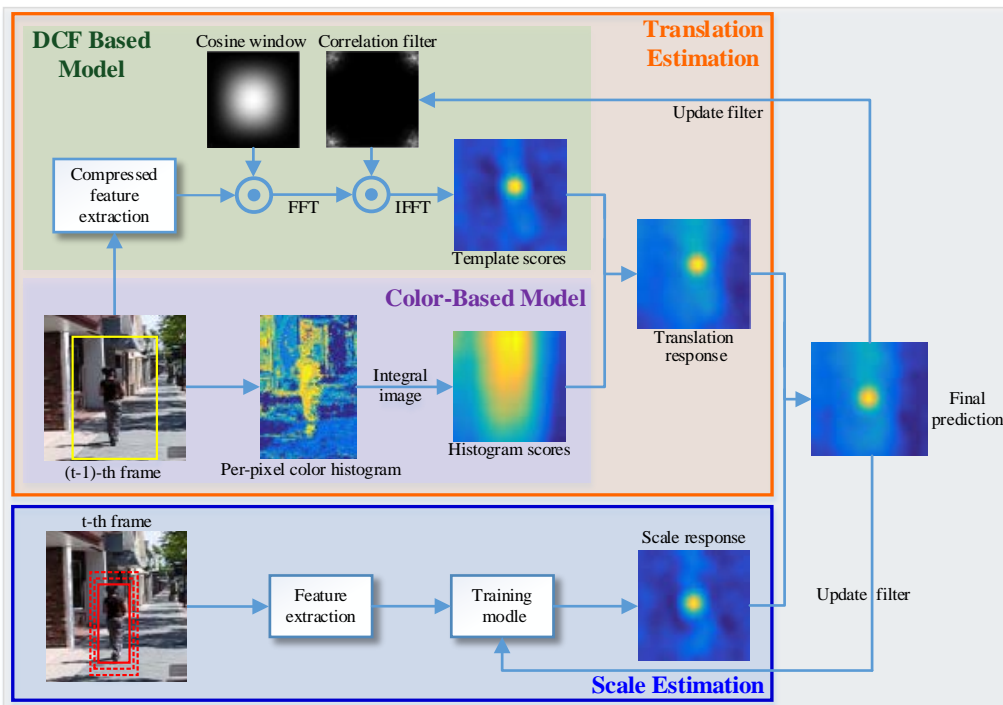 DCF Based
Model
Cosine window
Correlation filter
Translation
Estimation
Update filter
Compressed
feature
extraction
FFT
IFFT
Template scores
Color-Based Model
Translation
response
Integral
image
Final
prediction
(t-1)-th frame
Per-pixel color histogram
Histogram scores
t-th frame
Scale response
Feature
extraction
Training
modle
Update filter
Scale Estimation